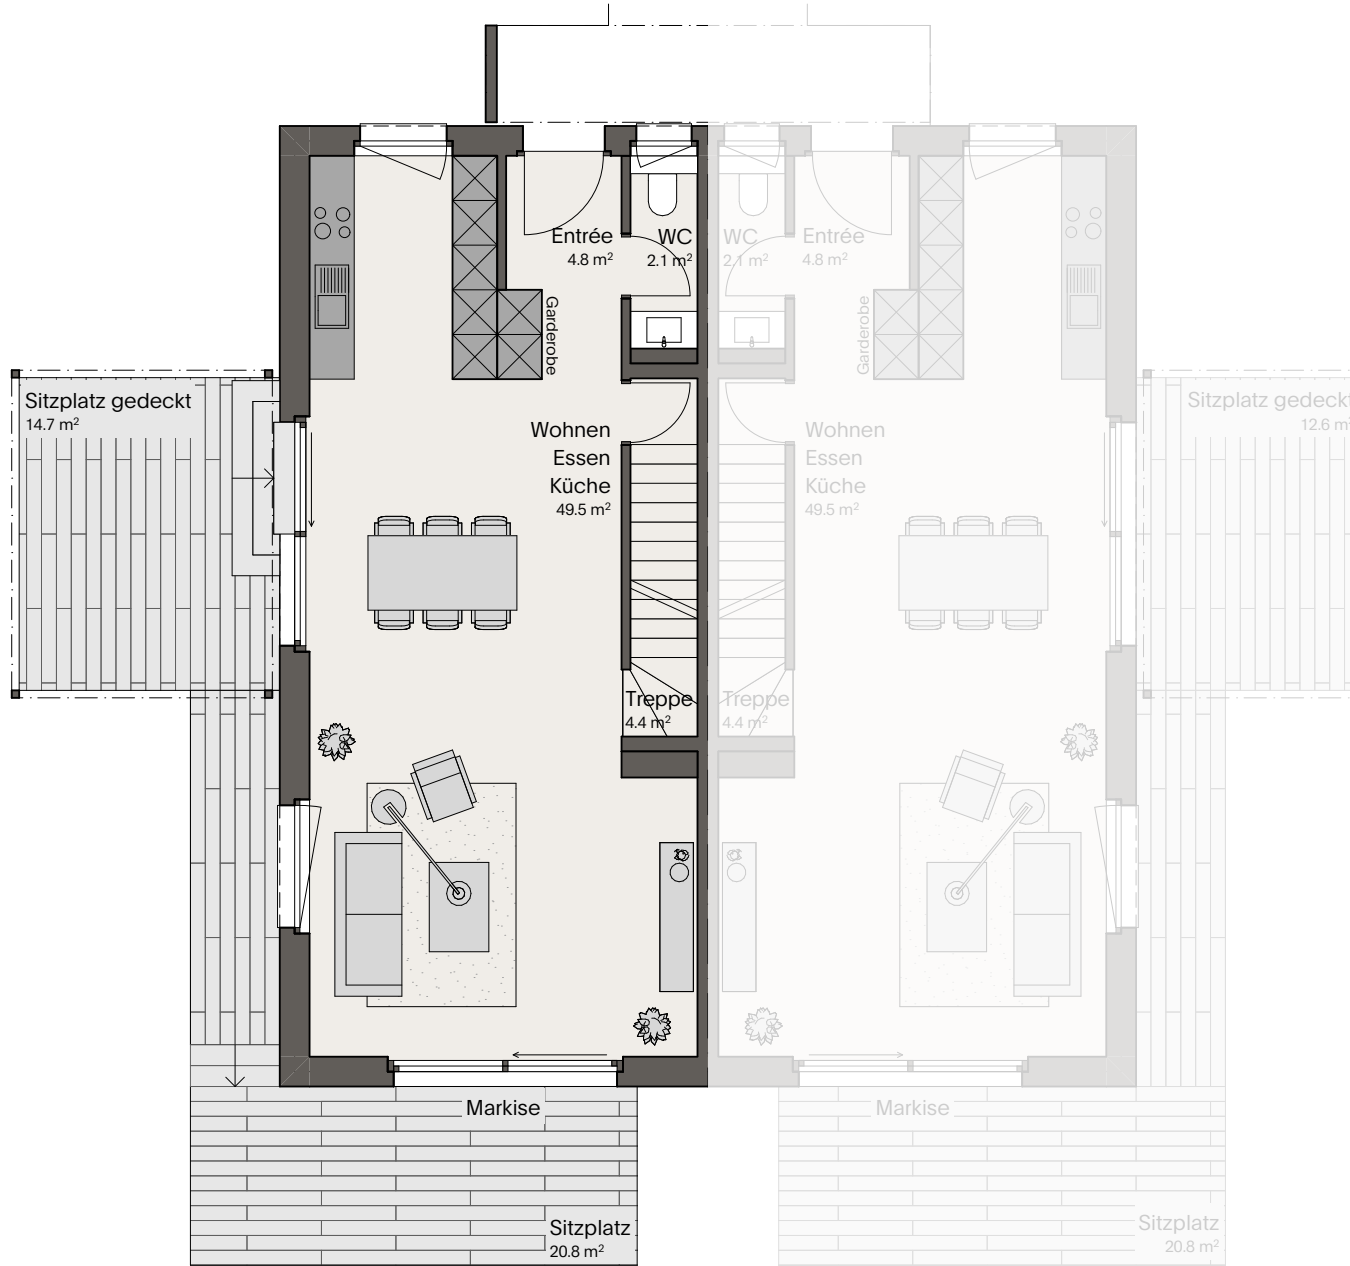 Entrée
4.8 m²
WC
2.1 m²
WC
2.1 m²
Entrée
4.8 m²
Garderobe
Garderobe
Sitzplatz gedeckt
14.7 m²
Wohnen
Essen
Küche
49.5 m²
Wohnen
Essen
Küche
49.5 m²
Sitzplatz gedeckt
12.6 m²
Treppe
4.4 m²
Treppe
4.4 m²
Markise
Markise
Sitzplatz
20.8 m²
Sitzplatz
20.8 m²